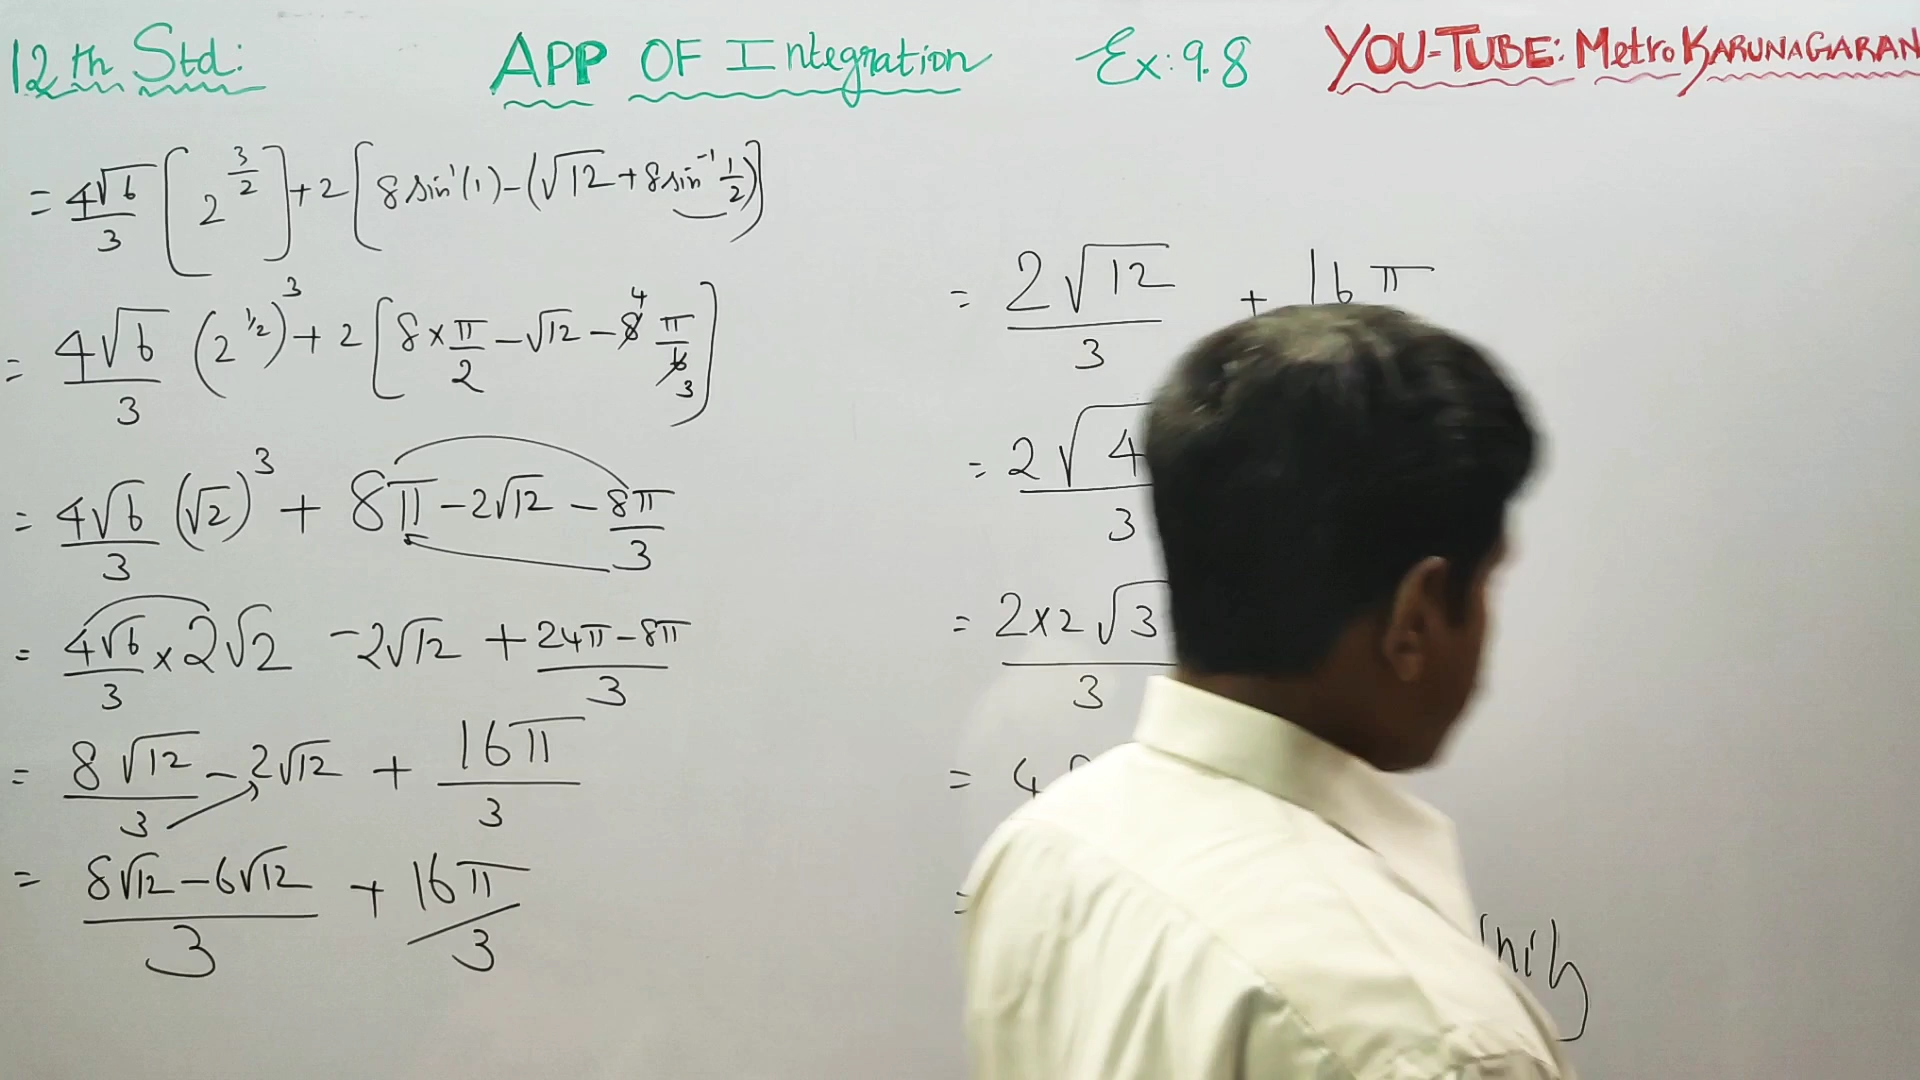 12th Std:
APP OF Integration
Ex: 9.8
YOU-TUBE: Metro KARUNAGARAN
= 4√6/3 [2^(3/2)] + 2[8 sin⁻¹(1) - (√12 + 8 sin⁻¹ 1/2)]
= 4√6/3 (2^(1/2))^3 + 2[8 × π/2 - √12 - 8 4 π/6 3]
= 4√6/3 (√2)^3 + 8π - 2√12 - 8π/3
= 4√6/3 × 2√2 - 2√12 + 24π - 8π/3
= 8√12/3 - 2√12 + 16π/3
= 8√12 - 6√12/3 + 16π/3
= 2√12/3 + 16π
= 2√4/3
= 2×2√3/3
= 4
=